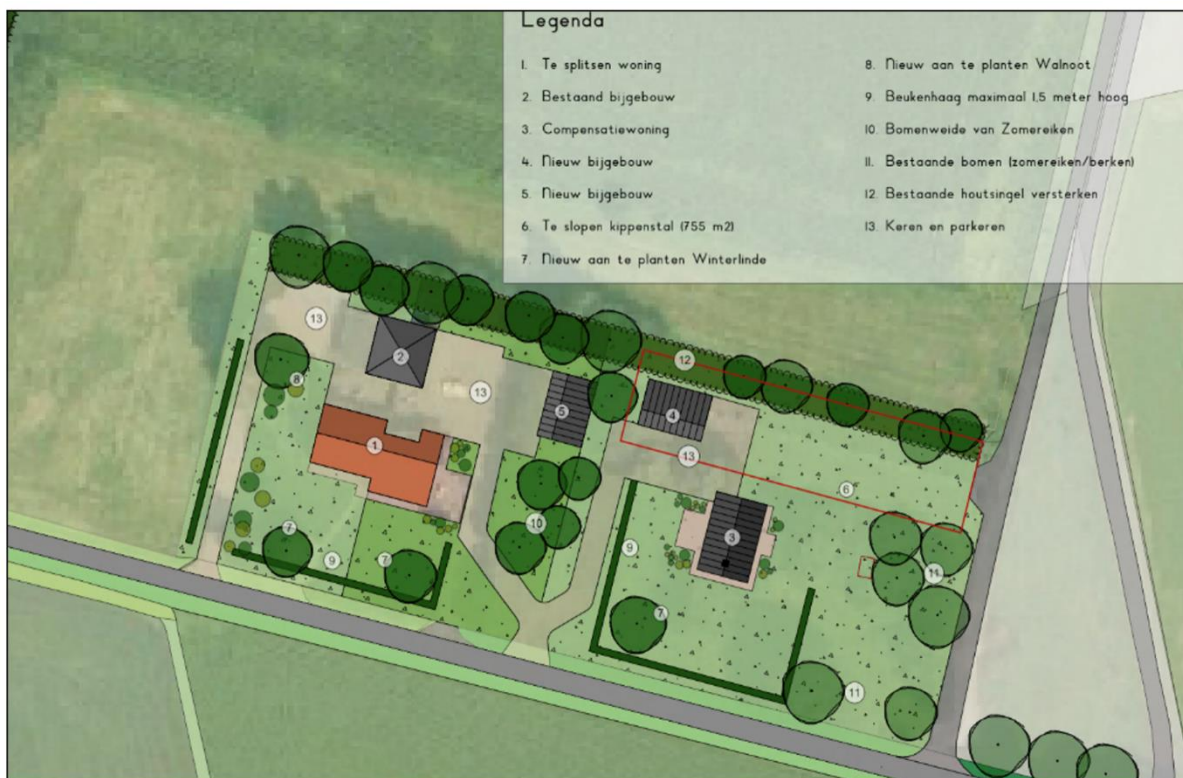 Legenda
1. Te splitsen woning
2. Bestaand bijgebouw
3. Compensatiewoning
4. Nieuw bijgebouw
5. Nieuw bijgebouw
6. Te slopen kippenstal (755 m2)
7. Nieuw aan te planten Winterlinde
8. Nieuw aan te planten Walnoot
9. Beukenhaag maximaal 1,5 meter hoog
10. Bomenweide van Zomereiken
11. Bestaande bomen (zomereiken/berken)
12. Bestaande houtsingel versterken
13. Keren en parkeren
13
2
12
8
13
5
4
1
13
6
7
10
3
9
7
9
11
7
11